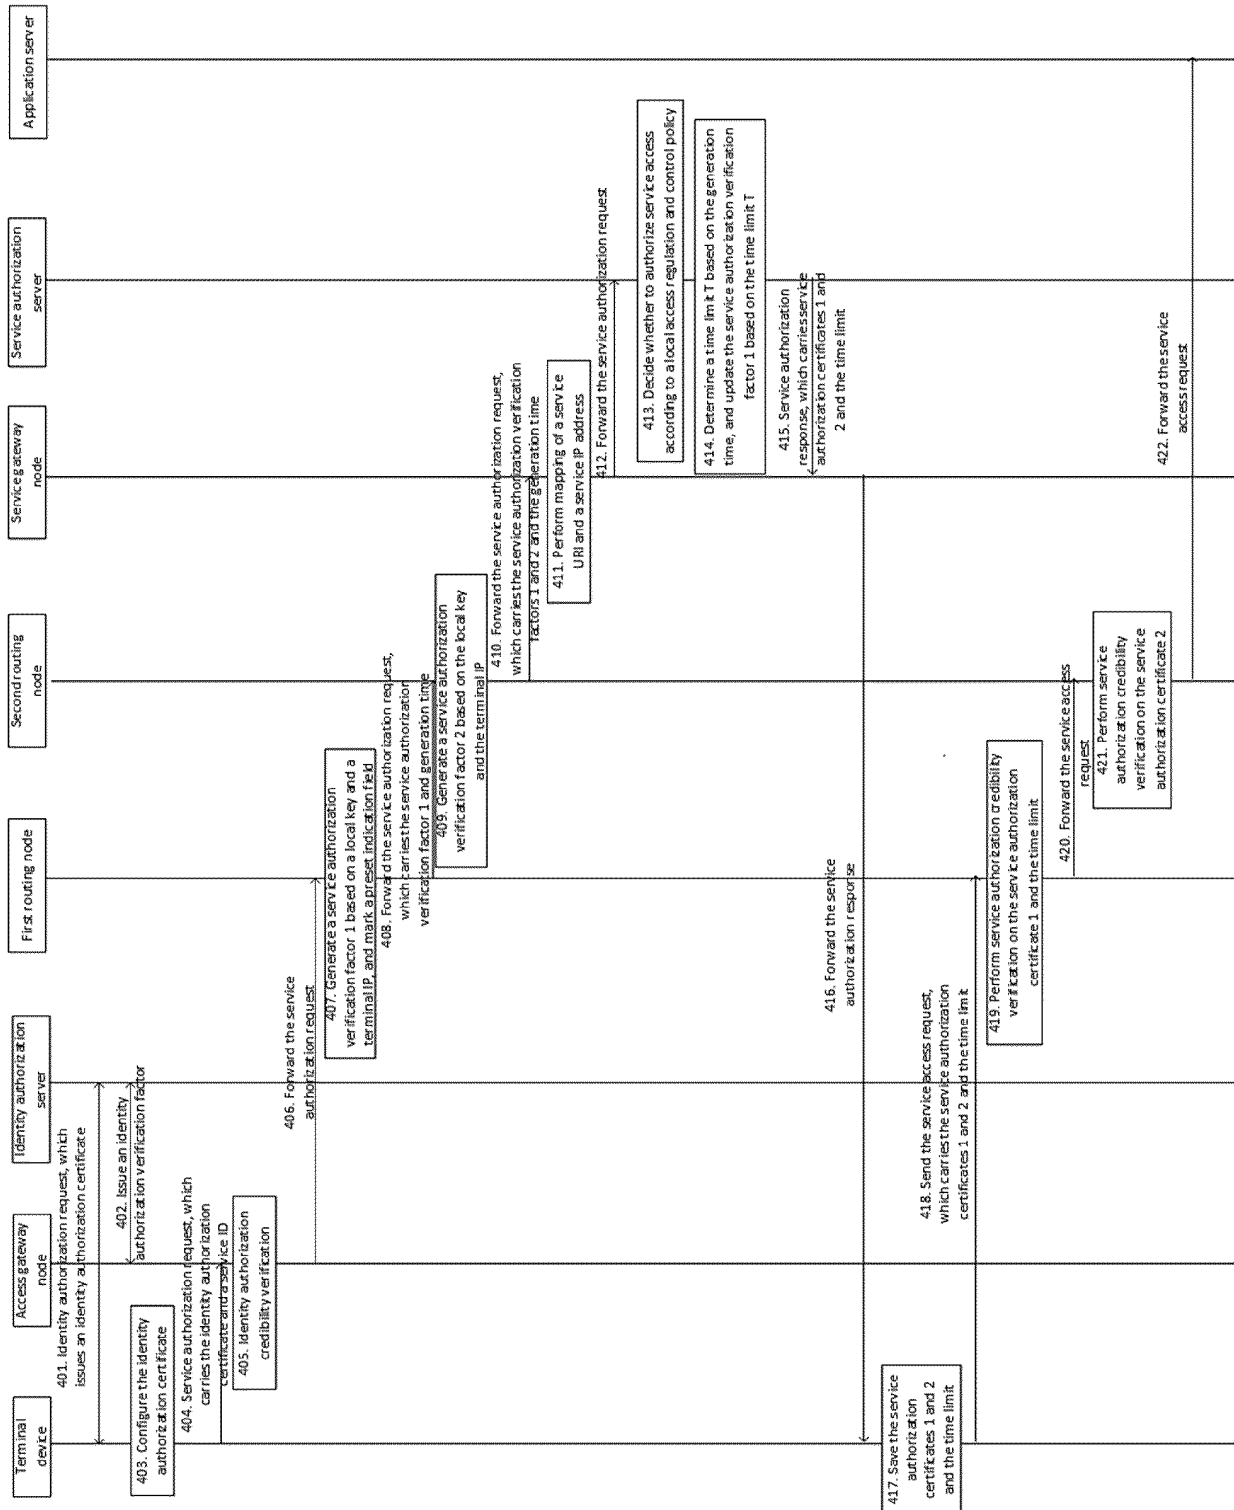 Terminal
device
Access gateway
node
Identity authorization
server
First routing node
Second routing
node
Service gateway
node
Service authorization
server
Application server
401. Identity authorization request, which
issues an identity authorization certificate
402. Issue an identity
authorization verification factor
403. Configure the identity
authorization certificate
404. Service authorization request, which
carries the identity authorization
certificate and a service ID
405. Identity authorization
credibility verification
406. Forward the service
authorization request
407. Generate a service authorization
verification factor 1 based on a local key and a
terminal IP, and mark a preset indication field
408. Forward the service authorization request,
which carries the service authorization
verification factor 1 and generation time
409. Generate a service authorization
verification factor 2 based on the local key
and the terminal IP
410. Forward the service authorization request,
which carries the service authorization verification
factors 1 and 2 and the generation time
411. Perform mapping of a service
URI and a service IP address
412. Forward the service authorization request
413. Decide whether to authorize service access
according to a local access regulation and control policy
414. Determine a time limit T based on the generation
time, and update the service authorization verification
factor 1 based on the time limit T
415. Service authorization
response, which carries service
authorization certificates 1 and
2 and the time limit
416. Forward the service
authorization response
417. Save the service
authorization
certificates 1 and 2
and the time limit
418. Send the service access request,
which carries the service authorization
certificates 1 and 2 and the time limit
419. Perform service authorization credibility
verification on the service authorization
certificate 1 and the time limit
420. Forward the service access
request
421. Perform service
authorization credibility
verification on the service
authorization certificate 2
422. Forward the service
access request